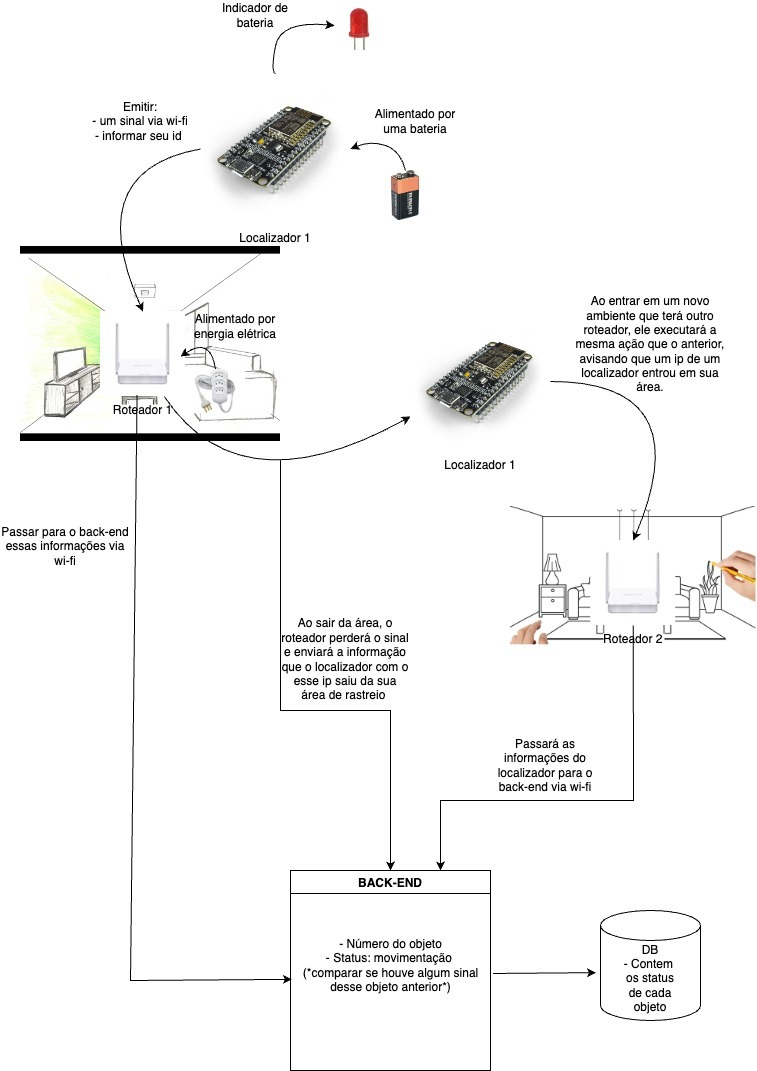 Indicador de
bateria
Emitir:
- um sinal via wi-fi
- informar seu id
Alimentado por
uma bateria
DURACELL
Localizador 1
Alimentado por
energia elétrica
Roteador 1
Ao entrar em um novo
ambiente que terá outro
roteador, ele executará a
mesma ação que o anterior,
avisando que um ip de um
localizador entrou em sua
área.
Localizador 1
Passar para o back-end
essas informações via
wi-fi
Ao sair da área, o
roteador perderá o sinal
e enviará a informação
que o localizador com o
esse ip saiu da sua
área de rastreio
Roteador 2
Passará as
informações do
localizador para o
back-end via wi-fi
BACK-END
- Número do objeto
- Status: movimentação
(*comparar se houve algum sinal
desse objeto anterior*)
DB
- Contem
os status
de cada
objeto